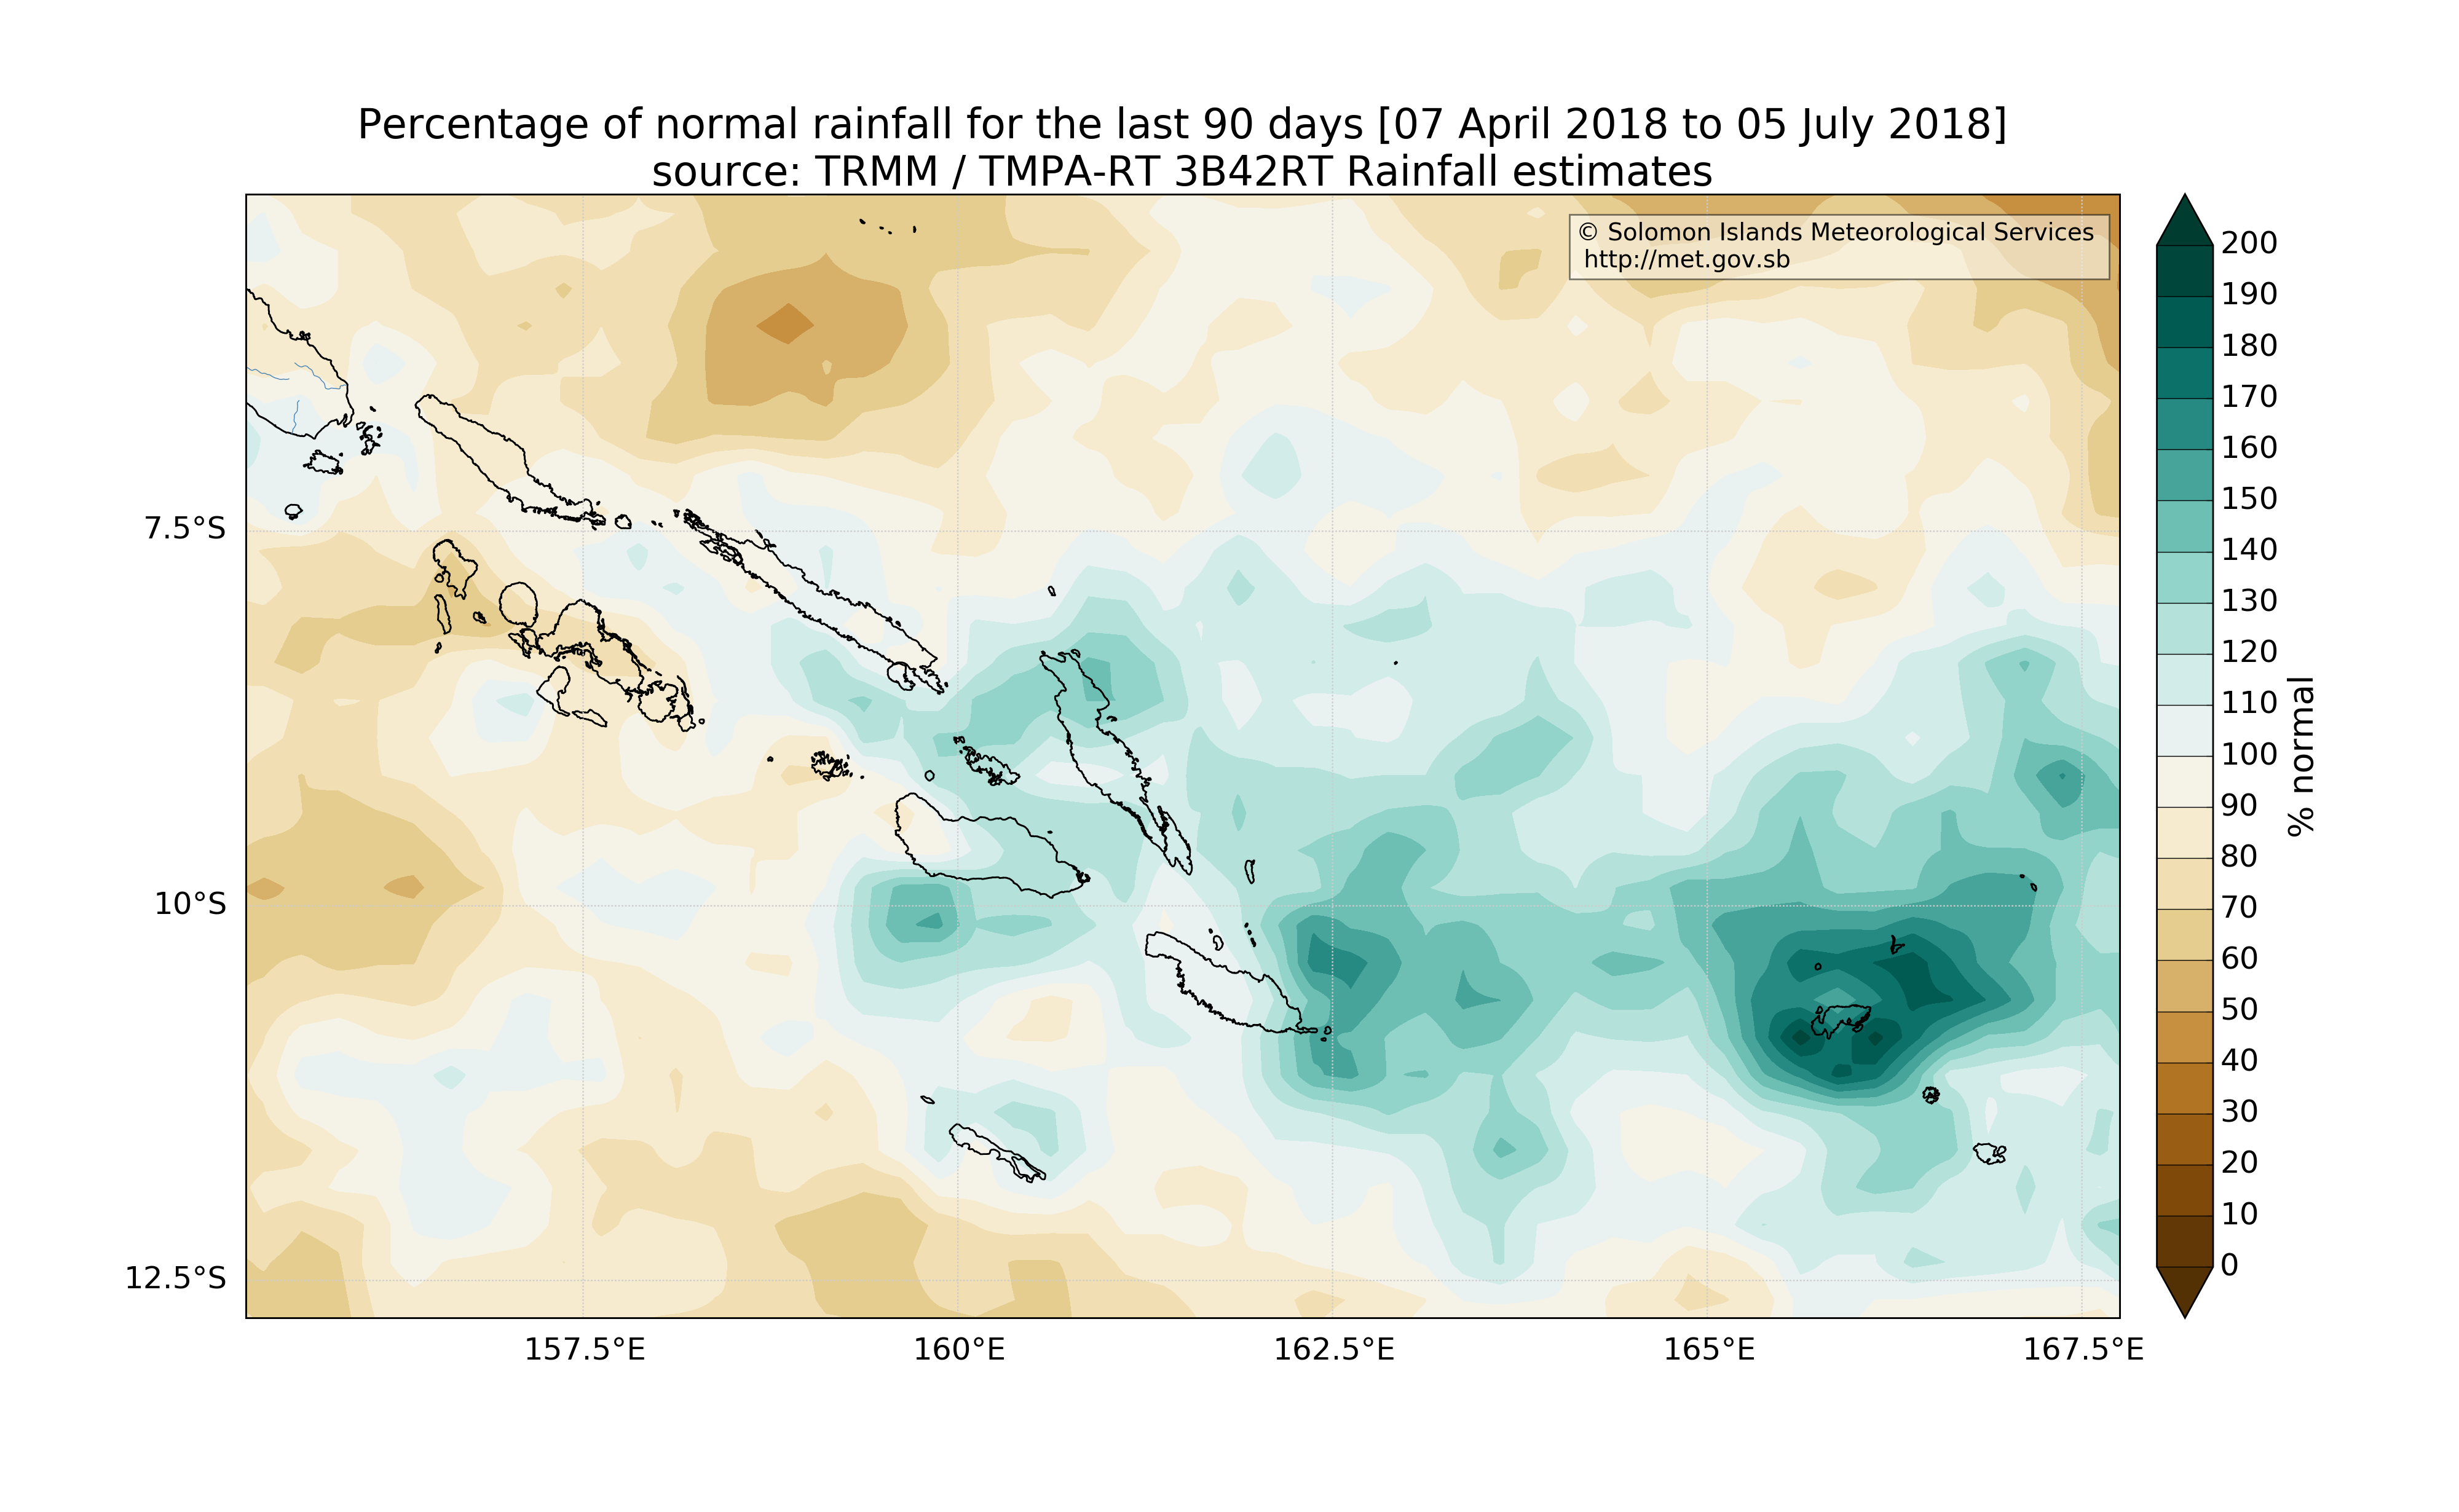 Percentage of normal rainfall for the last 90 days [07 April 2018 to 05 July 2018]
source: TRMM / TMPA-RT 3B42RT Rainfall estimates
© Solomon Islands Meteorological Services
http://met.gov.sb
7.5°S
10°S
12.5°S
157.5°E
160°E
162.5°E
165°E
167.5°E
200
190
180
170
160
150
140
130
120
110
100
90
80
70
60
50
40
30
20
10
0
% normal